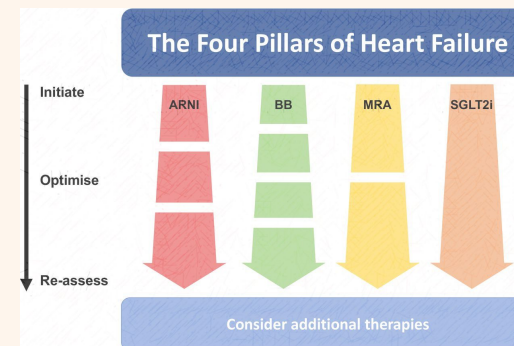 The Four Pillars of Heart Failure
Initiate
ARNI
BB
MRA
SGLT2i
Optimise
Re-assess
Consider additional therapies